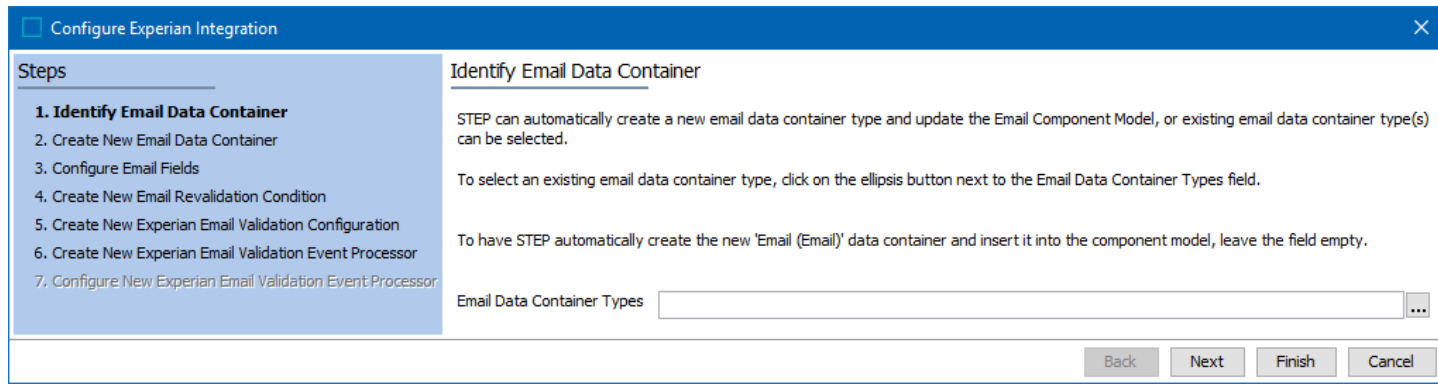 Configure Experian Integration
Steps
1. Identify Email Data Container
2. Create New Email Data Container
3. Configure Email Fields
4. Create New Email Revalidation Condition
5. Create New Experian Email Validation Configuration
6. Create New Experian Email Validation Event Processor
7. Configure New Experian Email Validation Event Processor
Identify Email Data Container
STEP can automatically create a new email data container type and update the Email Component Model, or existing email data container type(s)
can be selected.
To select an existing email data container type, click on the ellipsis button next to the Email Data Container Types field.
To have STEP automatically create the new 'Email (Email)' data container and insert it into the component model, leave the field empty.
Email Data Container Types ...
Back Next Finish Cancel